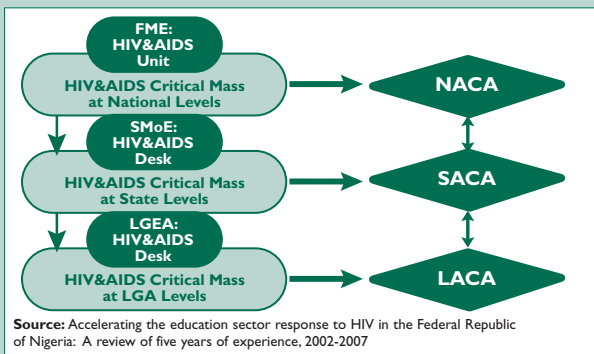 FME:
HIV&AIDS
Unit
HIV&AIDS Critical Mass
at National Levels
NACA
SMoE:
HIV&AIDS
Desk
HIV&AIDS Critical Mass
at State Levels
SACA
LGEA:
HIV&AIDS
Desk
HIV&AIDS Critical Mass
at LGA Levels
LACA
Source: Accelerating the education sector response to HIV in the Federal Republic
of Nigeria: A review of five years of experience, 2002-2007